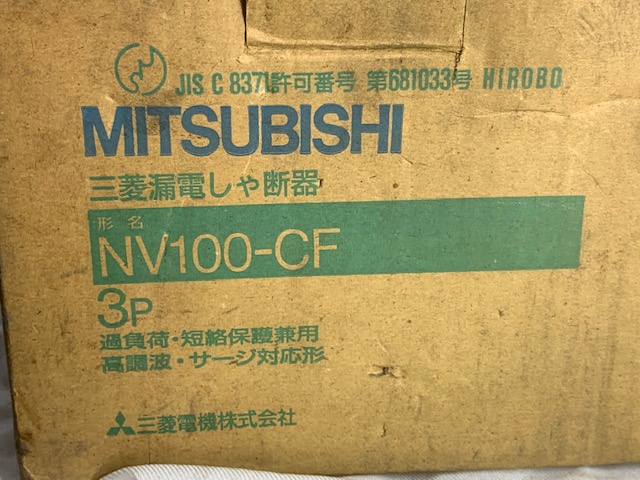 JIS C 8371許可番号 第681033号 HIROBO
MITSUBISHI
三菱漏電しゃ断器
形名
NV100-CF
3P
過負荷・短絡保護兼用
高調波・サージ対応形
三菱電機株式会社